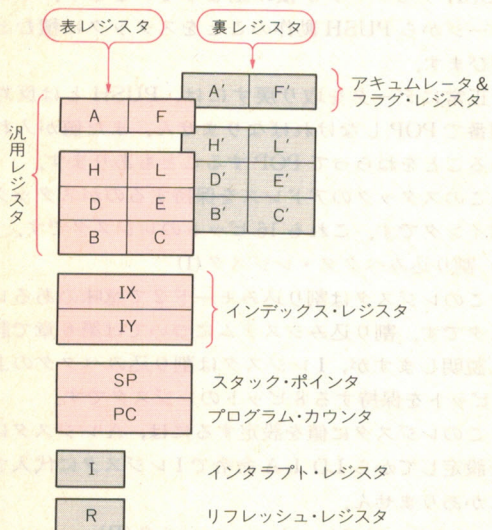 表レジスタ 裏レジスタ
A′ F′ アキュムレータ&
フラグ・レジスタ
A F
汎用レジスタ
H′ L′
H L
D′ E′
D E
B′ C′
B C
IX
インデックス・レジスタ
IY
SP スタック・ポインタ
PC プログラム・カウンタ
I インタラプト・レジスタ
R リフレッシュ・レジスタ